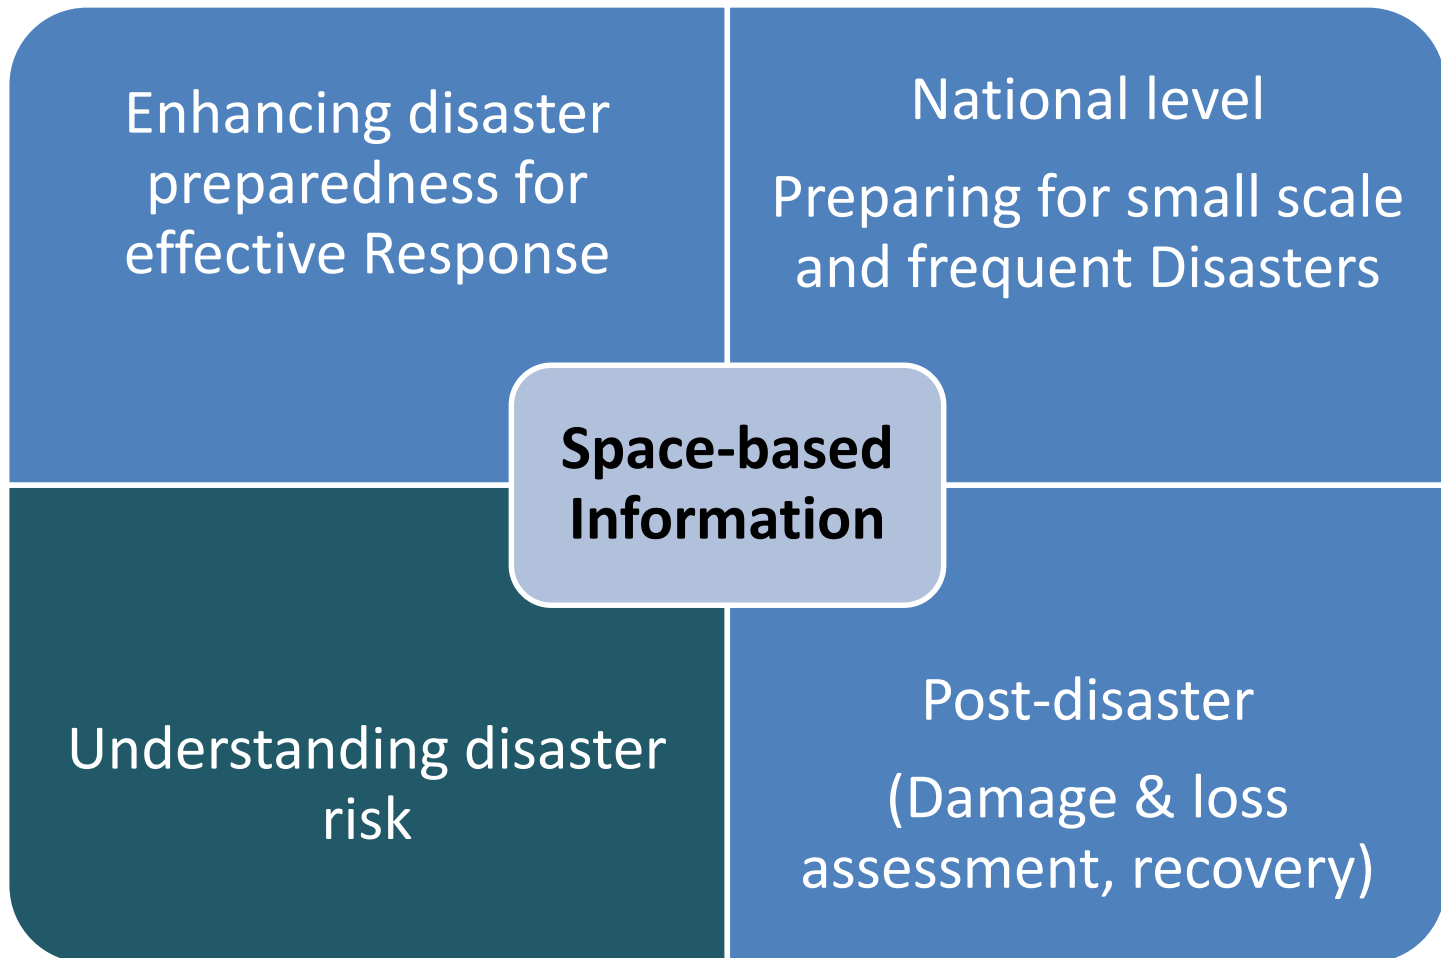 Enhancing disaster
preparedness for
effective Response
National level
Preparing for small scale
and frequent Disasters
Space-based
Information
Understanding disaster
risk
Post-disaster
(Damage & loss
assessment, recovery)